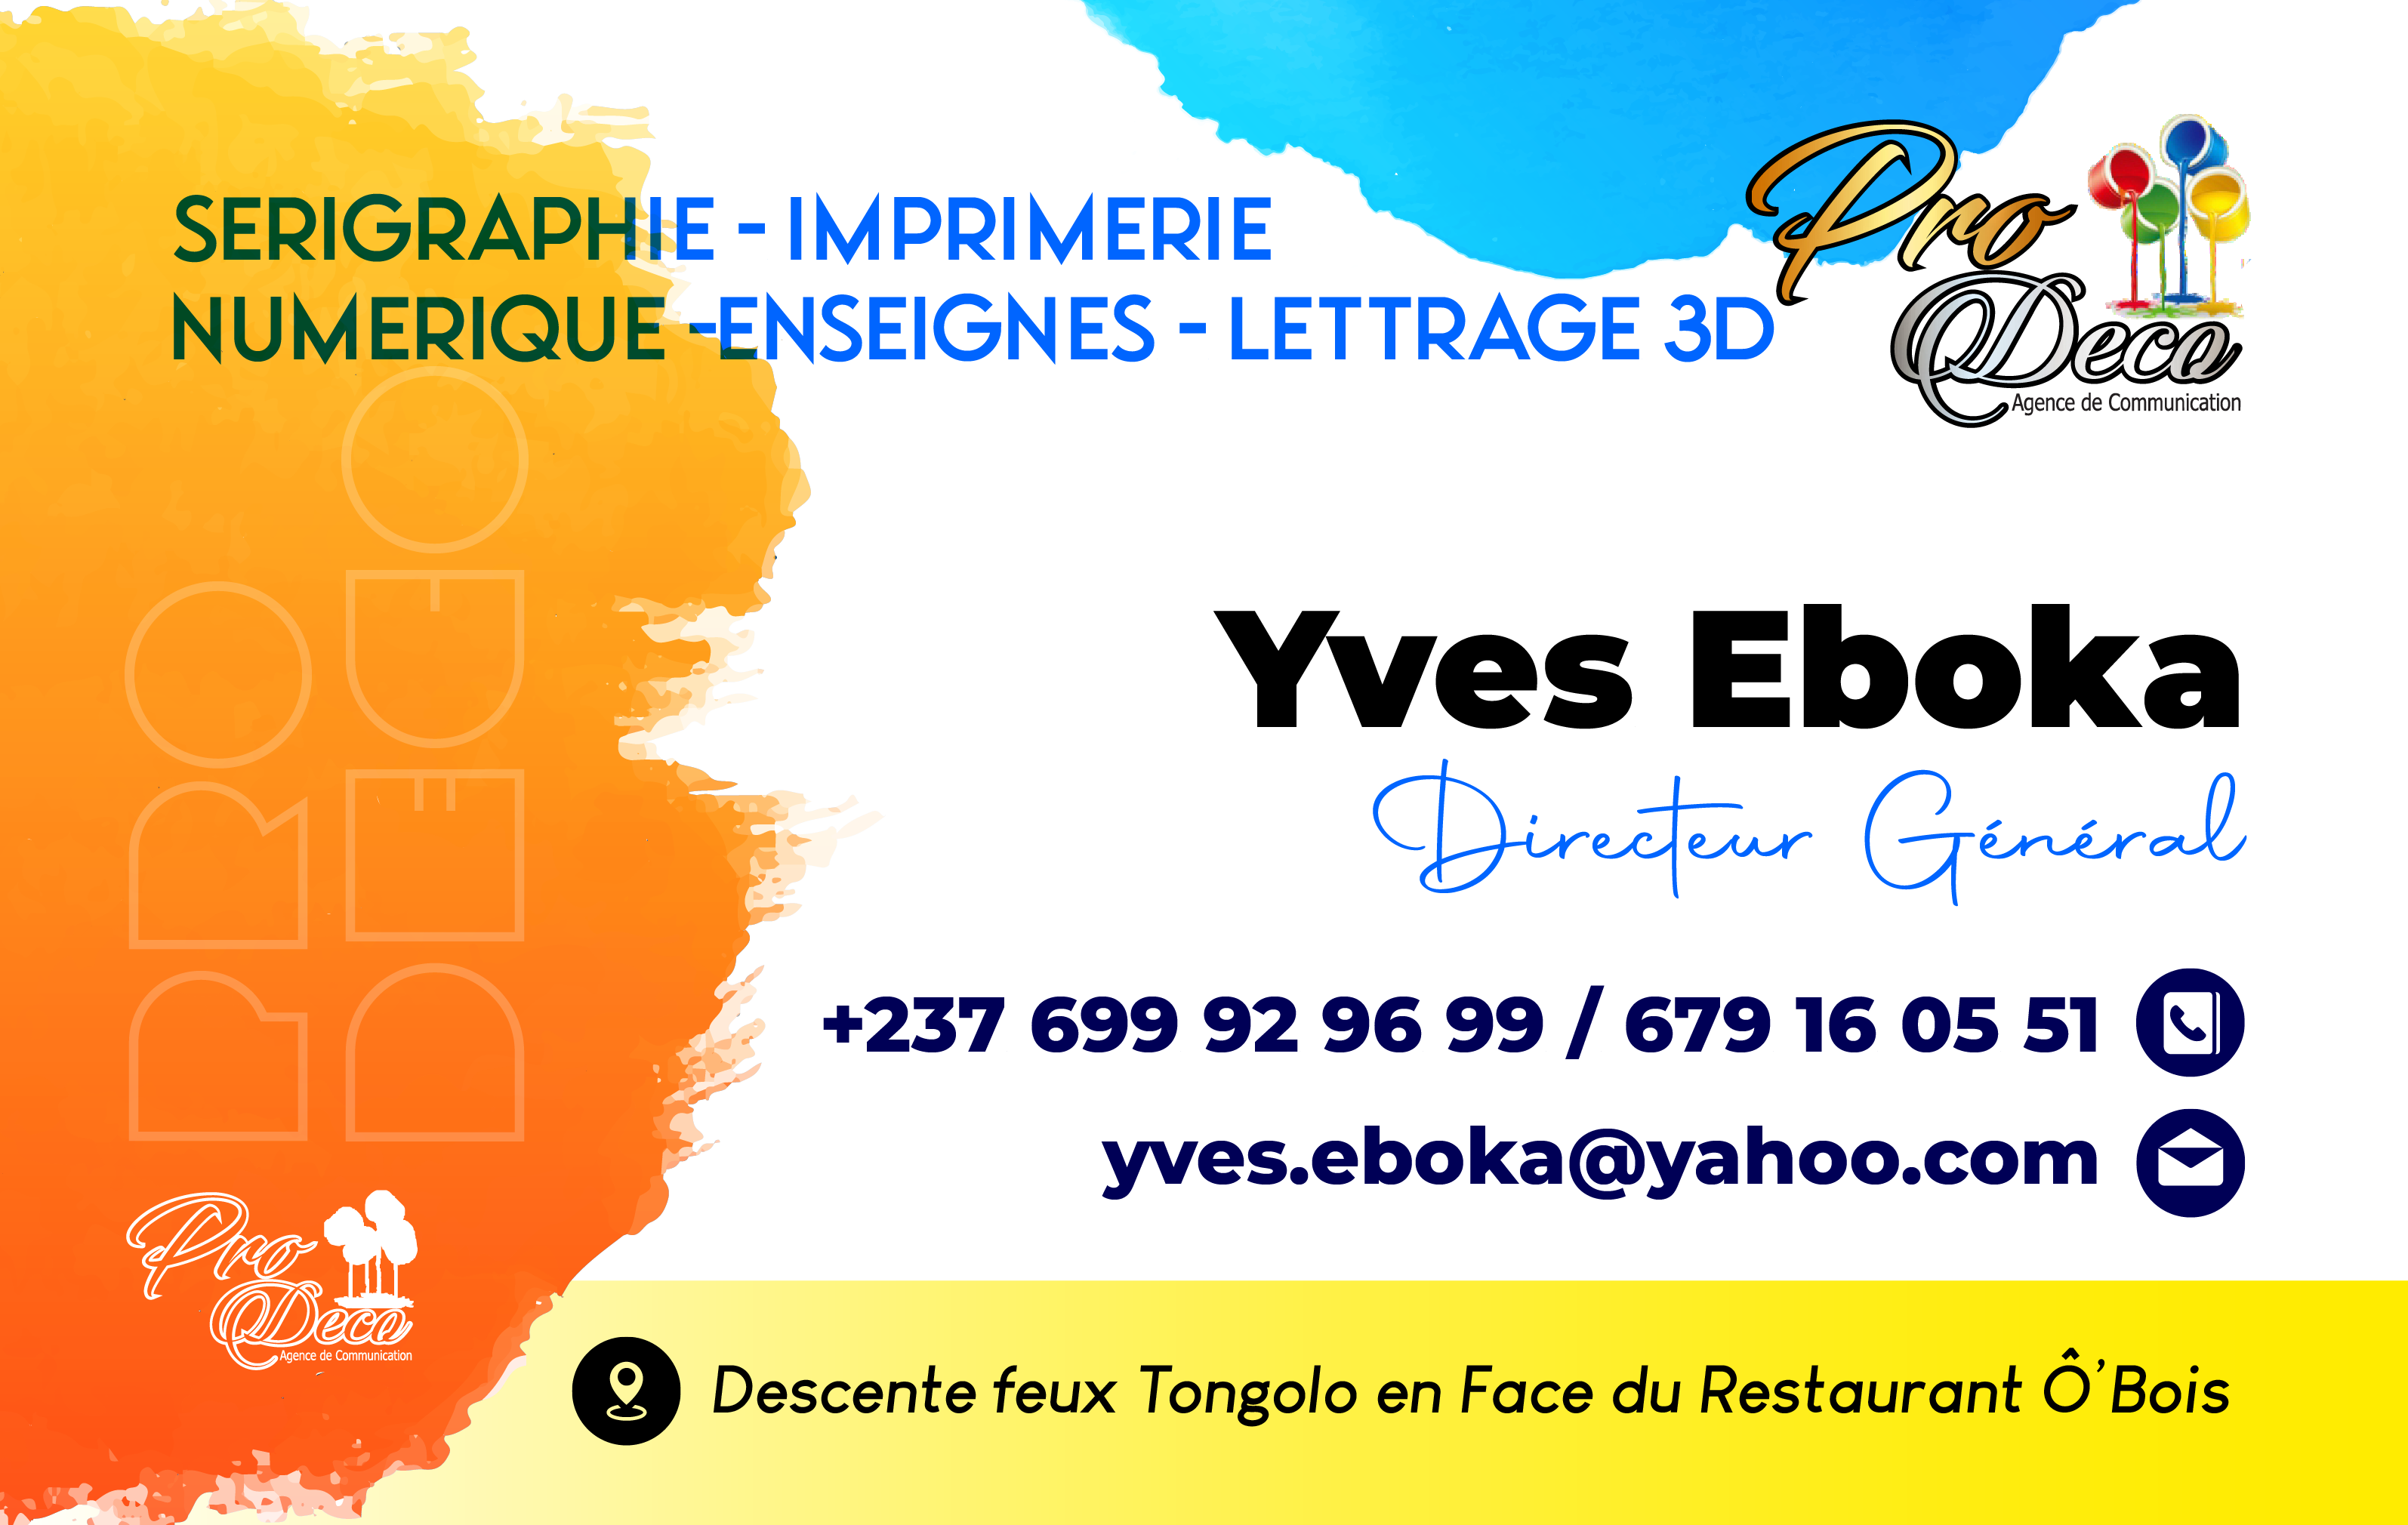 SERIGRAPHIE - IMPRIMERIE
NUMERIQUE -ENSEIGNES - LETTRAGE 3D
Pro
Deco
Agence de Communication
PRO
DECO
Yves Eboka
Directeur Général
+237 699 92 96 99 / 679 16 05 51
yves.eboka@yahoo.com
Pro
Deco
Agence de Communication
Descente feux Tongolo en Face du Restaurant Ô'Bois